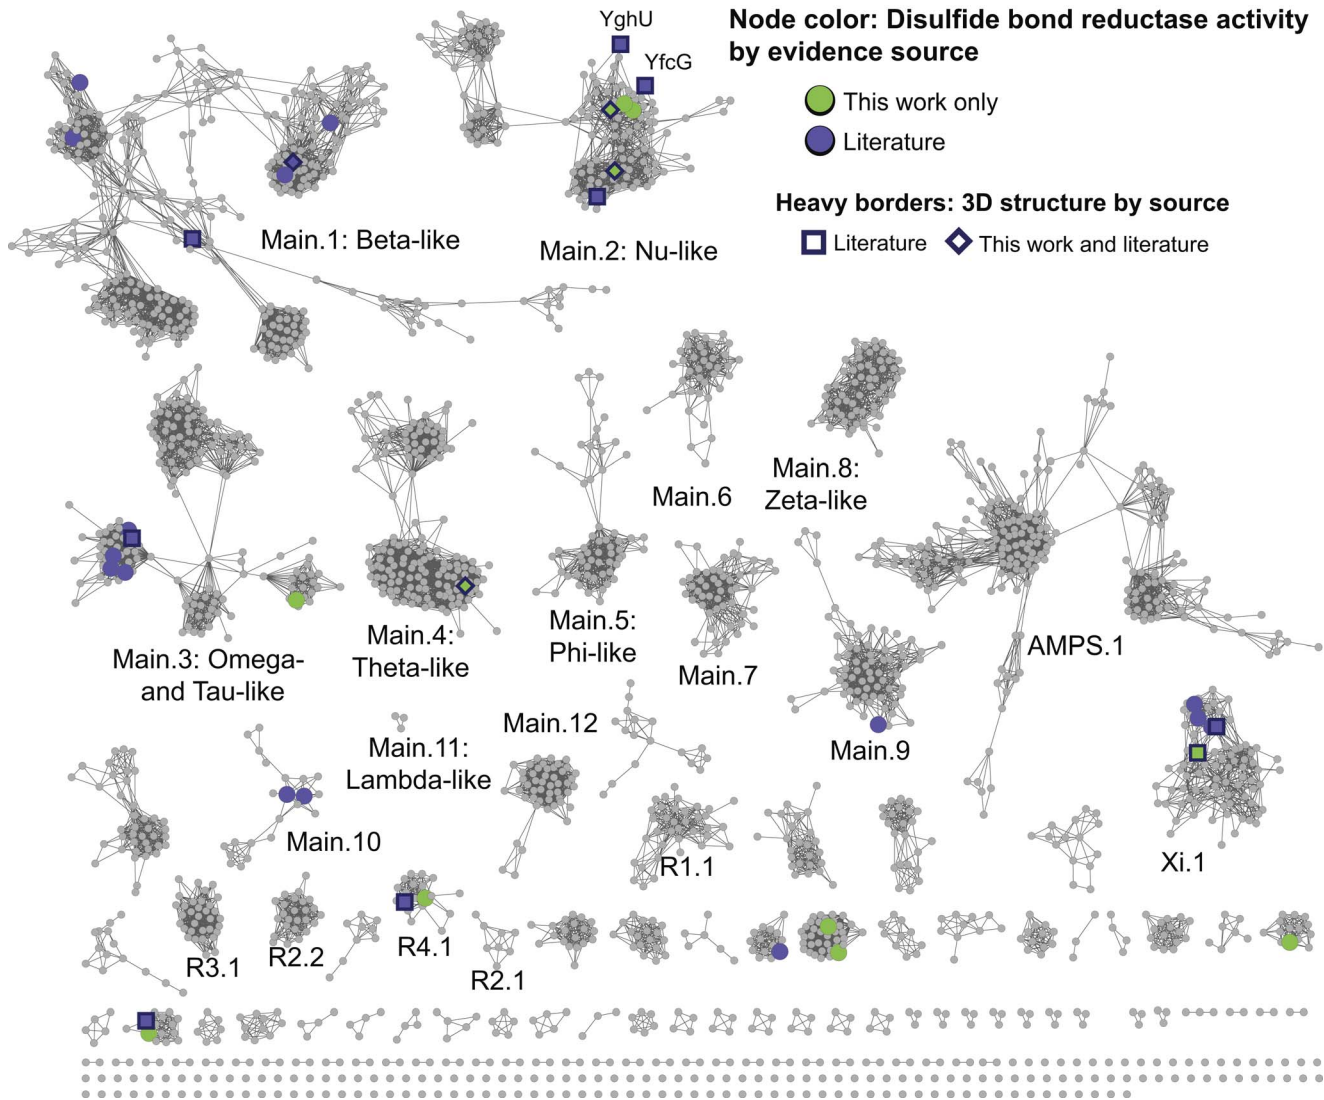 YghU
YfcG
Node color: Disulfide bond reductase activity
by evidence source
This work only
Literature
Heavy borders: 3D structure by source
Literature
This work and literature
Main.1: Beta-like
Main.2: Nu-like
Main.6
Main.8:
Zeta-like
Main.3: Omega-
and Tau-like
Main.4:
Theta-like
Main.5:
Phi-like
Main.7
AMPS.1
Main.11:
Lambda-like
Main.12
Main.9
Main.10
R1.1
Xi.1
R3.1
R2.2
R4.1
R2.1